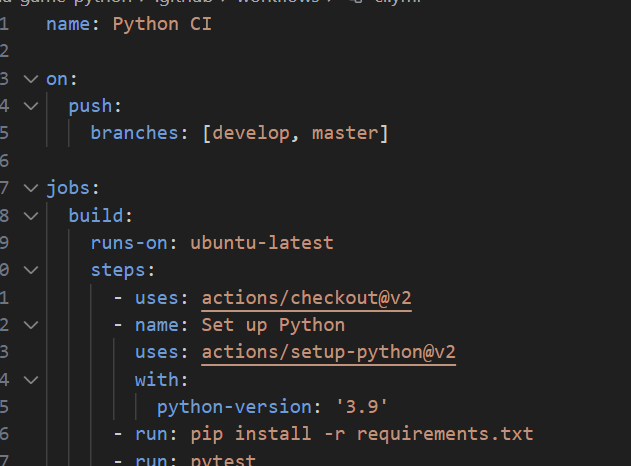 game-python > .github > workflows > ci.yml
1 name: Python CI
2
3 on:
4   push:
5     branches: [develop, master]
6
7 jobs:
8   build:
9     runs-on: ubuntu-latest
0     steps:
1       - uses: actions/checkout@v2
2       - name: Set up Python
3         uses: actions/setup-python@v2
4         with:
5           python-version: '3.9'
6       - run: pip install -r requirements.txt
7       - run: pytest